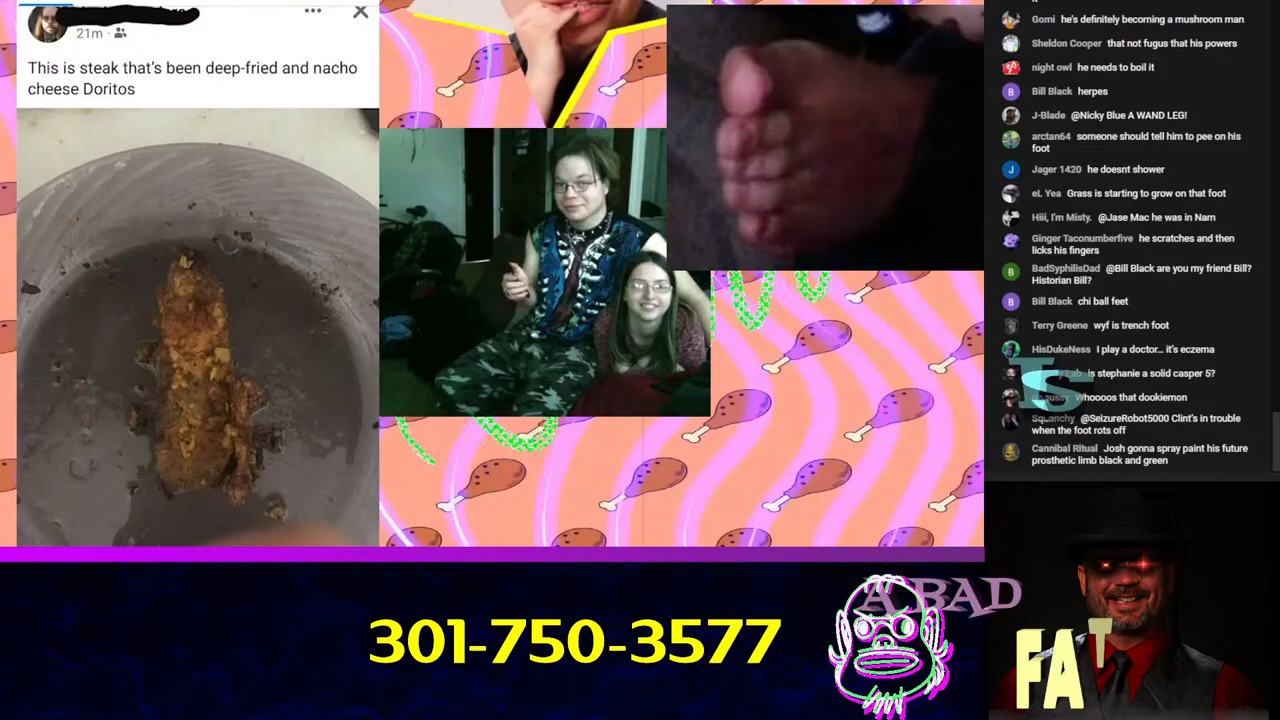 21m
This is steak that's been deep-fried and nacho
cheese Doritos
Gomi he's definitely becoming a mushroom man
Sheldon Cooper that not fugus that his powers
night owl he needs to boil it
Bill Black herpes
J-Blade @Nicky Blue A WAND LEG!
arctan64 someone should tell him to pee on his
foot
Jager 1420 he doesnt shower
eL Yea Grass is starting to grow on that foot
Hiii, I'm Misty. @Jase Mac he was in Nam
Ginger Taconumberfive he scratches and then
licks his fingers
BadSyphilisDad @Bill Black are you my friend Bill?
Historian Bill?
Bill Black chi ball feet
Terry Greene wyf is trench foot
HisDukeNess I play a doctor... it's eczema
is stephanie a solid casper 5?
Whoooos that dookiernon
Squanchy @SeizureRobot5000 Clint's in trouble
when the foot rots off
Cannibal Ritual Josh gonna spray paint his future
prosthetic limb black and green
B
J
B
B
TS
301-750-3577
A BAD
FAT